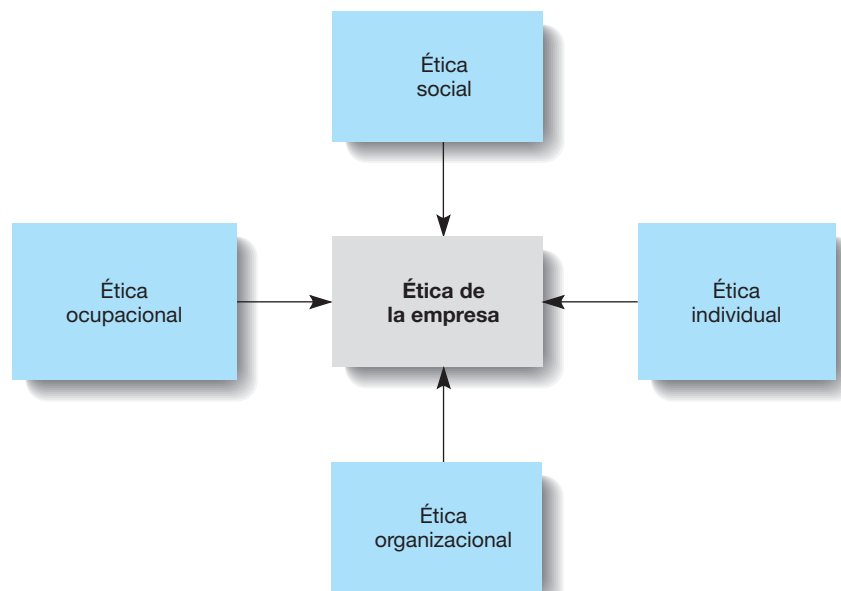 Ética
social
Ética
ocupacional
Ética de
la empresa
Ética
individual
Ética
organizacional